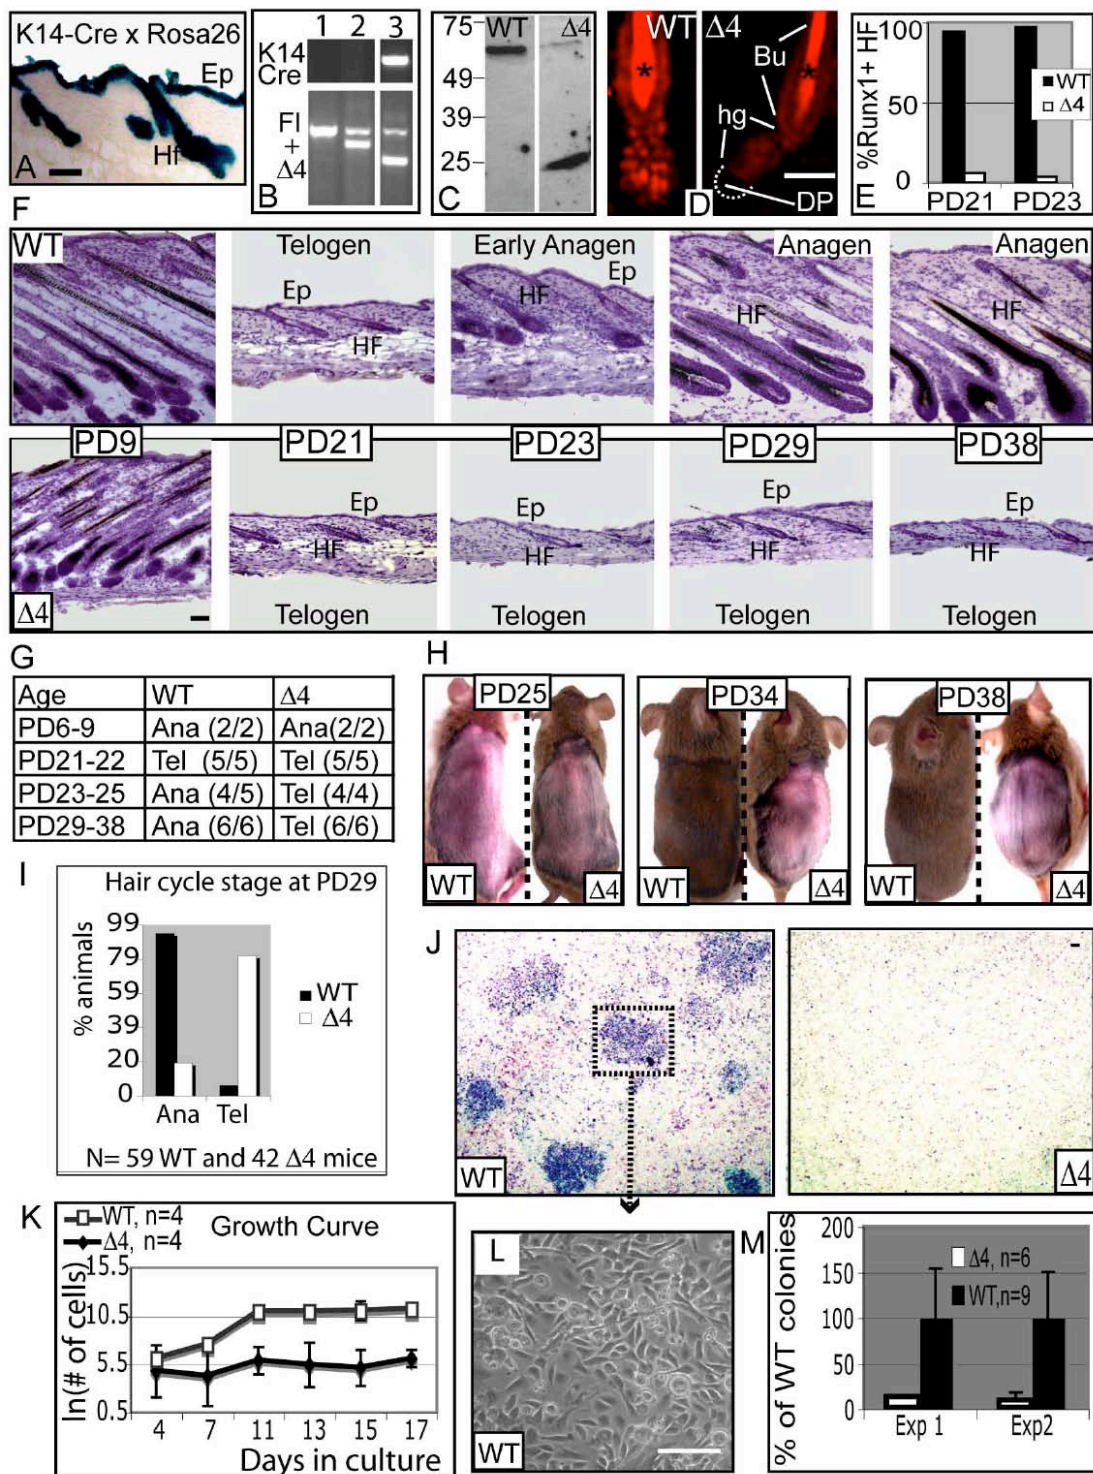 K14-Cre x Rosa26
Ep
Hf
A
1 2 3
K14
Cre
Fl
+
Δ4
B
75
WT Δ4
49
39
25
C
WT Δ4
Bu
* *
hg
DP
D
%Runx1+ HF
100
50
0
WT
Δ4
PD21 PD23
E
F
WT
Telogen
Ep
HF
Early Anagen
Ep
HF
Anagen
HF
Anagen
HF
PD9 PD21 PD23 PD29 PD38
Δ4
Ep
HF
Telogen
Ep
HF
Telogen
Ep
HF
Telogen
Ep
HF
Telogen
G
Age WT Δ4
PD6-9 Ana (2/2) Ana(2/2)
PD21-22 Tel (5/5) Tel (5/5)
PD23-25 Ana (4/5) Tel (4/4)
PD29-38 Ana (6/6) Tel (6/6)
H
PD25
WT Δ4
PD34
WT Δ4
PD38
WT Δ4
I
Hair cycle stage at PD29
% animals
99
79
59
39
20
0
WT
Δ4
Ana Tel
N= 59 WT and 42 Δ4 mice
J
WT
Δ4
K
WT, n=4
Δ4, n=4
Growth Curve
ln(# of cells)
15.5
10.5
5.5
0.5
4 7 11 13 15 17
Days in culture
L
WT
M
% of WT colonies
200
150
100
50
0
Δ4, n=6
WT,n=9
Exp 1 Exp2